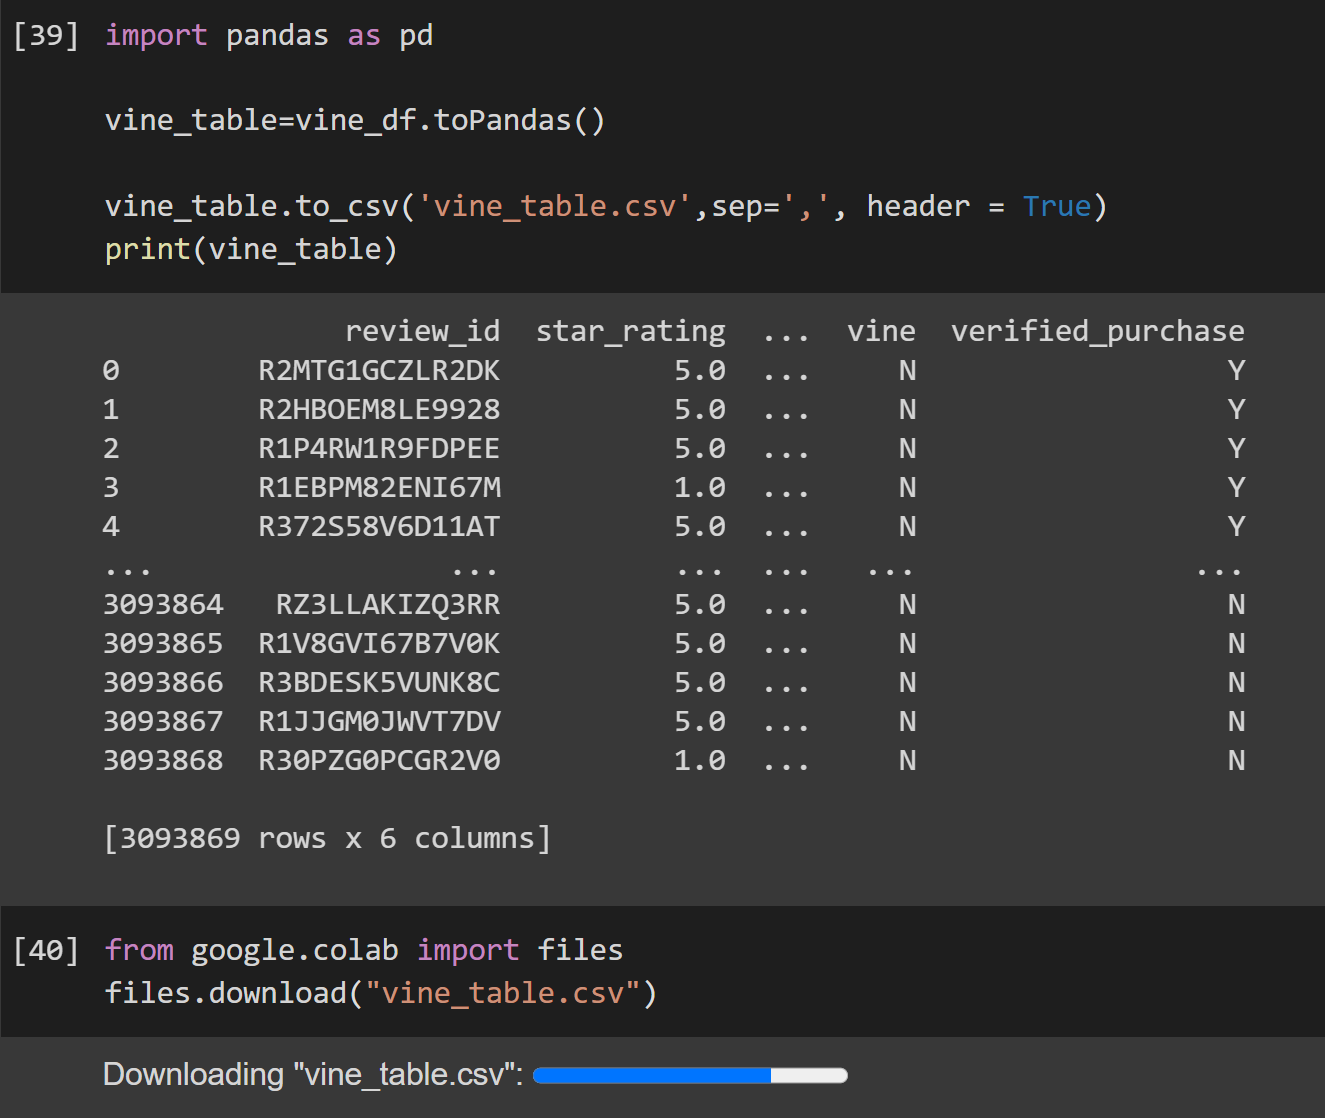 [39] import pandas as pd
vine_table=vine_df.toPandas()
vine_table.to_csv('vine_table.csv',sep=',', header = True)
print(vine_table)
review_id star_rating ... vine verified_purchase
0 R2MTG1GCZLR2DK 5.0 ... N Y
1 R2HBOEM8LE9928 5.0 ... N Y
2 R1P4RW1R9FDPEE 5.0 ... N Y
3 R1EBPM82ENI67M 1.0 ... N Y
4 R372S58V6D11AT 5.0 ... N Y
... ... ... ... ... ...
3093864 RZ3LLAKIZQ3RR 5.0 ... N N
3093865 R1V8GVI67B7V0K 5.0 ... N N
3093866 R3BDESK5VUNK8C 5.0 ... N N
3093867 R1JJGM0JWVT7DV 5.0 ... N N
3093868 R30PZG0PCGR2V0 1.0 ... N N
[3093869 rows x 6 columns]
[40] from google.colab import files
files.download("vine_table.csv")
Downloading "vine_table.csv":